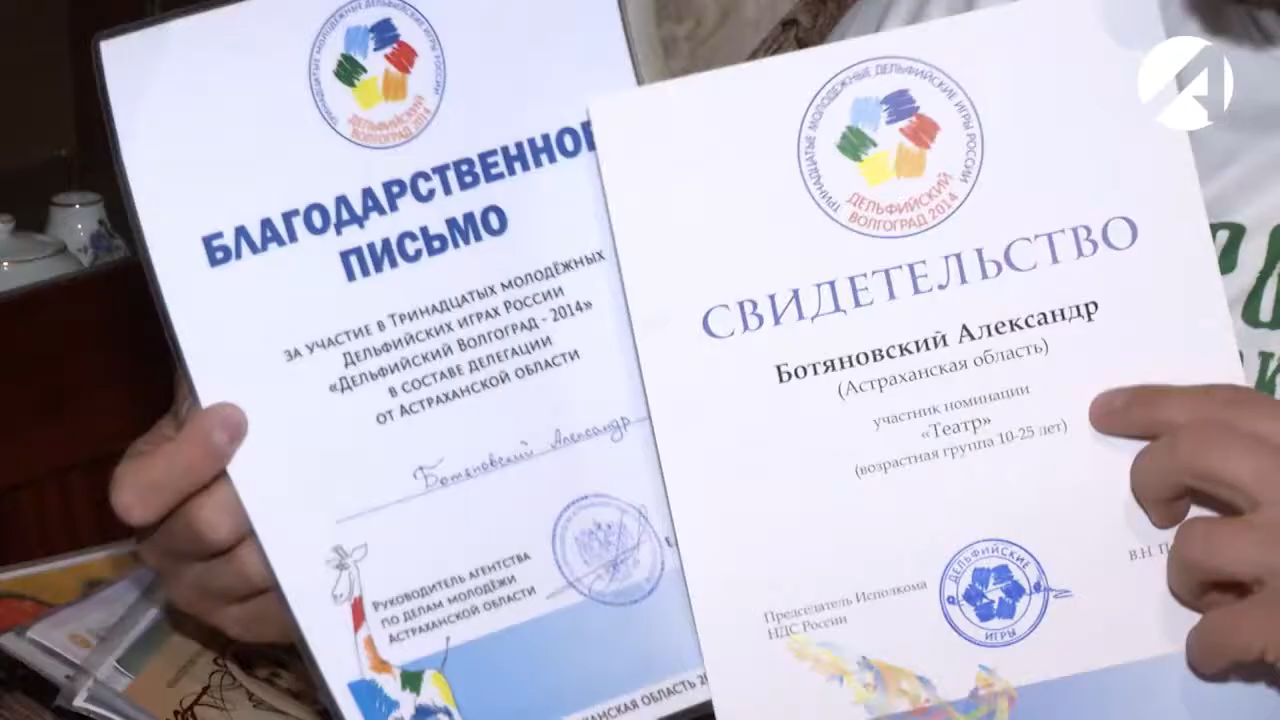 ТРИНАДЦАТЫЕ МОЛОДЁЖНЫЕ ДЕЛЬФИЙСКИЕ ИГРЫ РОССИИ
ДЕЛЬФИЙСКИЙ
ВОЛГОГРАД 2014
БЛАГОДАРСТВЕННОЕ
ПИСЬМО
ЗА УЧАСТИЕ В ТРИНАДЦАТЫХ МОЛОДЁЖНЫХ
ДЕЛЬФИЙСКИХ ИГРАХ РОССИИ
«ДЕЛЬФИЙСКИЙ ВОЛГОГРАД - 2014»
В СОСТАВЕ ДЕЛЕГАЦИИ
ОТ АСТРАХАНСКОЙ ОБЛАСТИ
Ботяновский Александр
РУКОВОДИТЕЛЬ АГЕНТСТВА
ПО ДЕЛАМ МОЛОДЁЖИ
АСТРАХАНСКОЙ ОБЛАСТИ
АСТРАХАНСКАЯ ОБЛАСТЬ
ТРИНАДЦАТЫЕ МОЛОДЕЖНЫЕ ДЕЛЬФИЙСКИЕ ИГРЫ РОССИИ
ДЕЛЬФИЙСКИЙ
ВОЛГОГРАД 2014
СВИДЕТЕЛЬСТВО
Ботяновский Александр
(Астраханская область)
участник номинации
«Театр»
(возрастная группа 10-25 лет)
Председатель Исполкома
НДС России
ДЕЛЬФИЙСКИЕ
ИГРЫ
В.Н. П